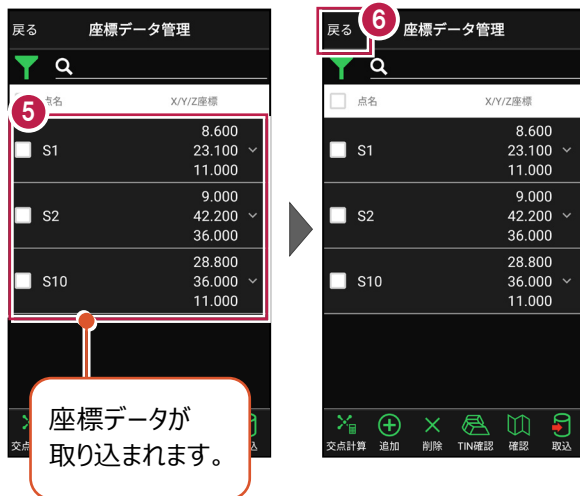 戻る 座標データ管理
5
点名 X/Y/Z座標
8.600
S1 23.100
11.000
9.000
S2 42.200
36.000
28.800
S10 36.000
11.000
座標データが
取り込まれます。
交点
6
戻る 座標データ管理
点名 X/Y/Z座標
8.600
S1 23.100
11.000
9.000
S2 42.200
36.000
28.800
S10 36.000
11.000
交点計算 追加 削除 TIN確認 確認 取込